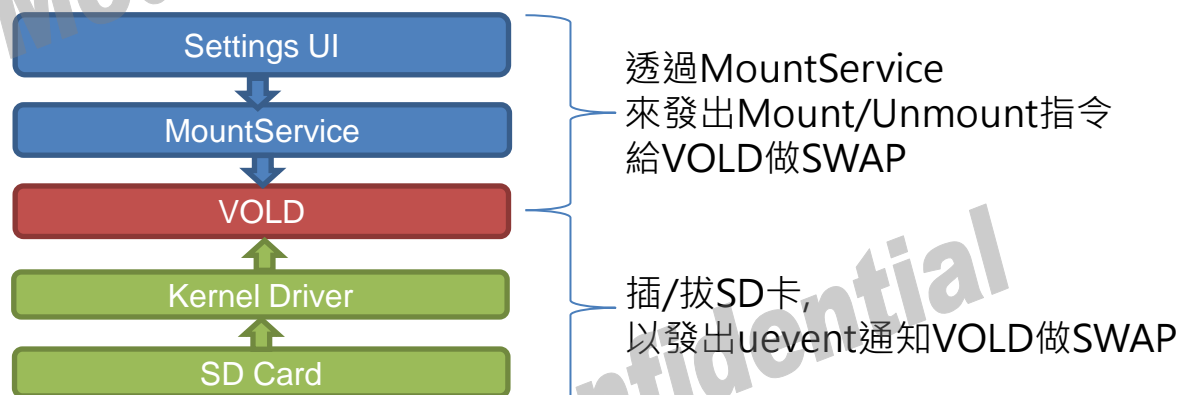 Settings UI
MountService
VOLD
Kernel Driver
SD Card
透過MountService
來發出Mount/Unmount指令
給VOLD做SWAP
插/拔SD卡,
以發出uevent通知VOLD做SWAP